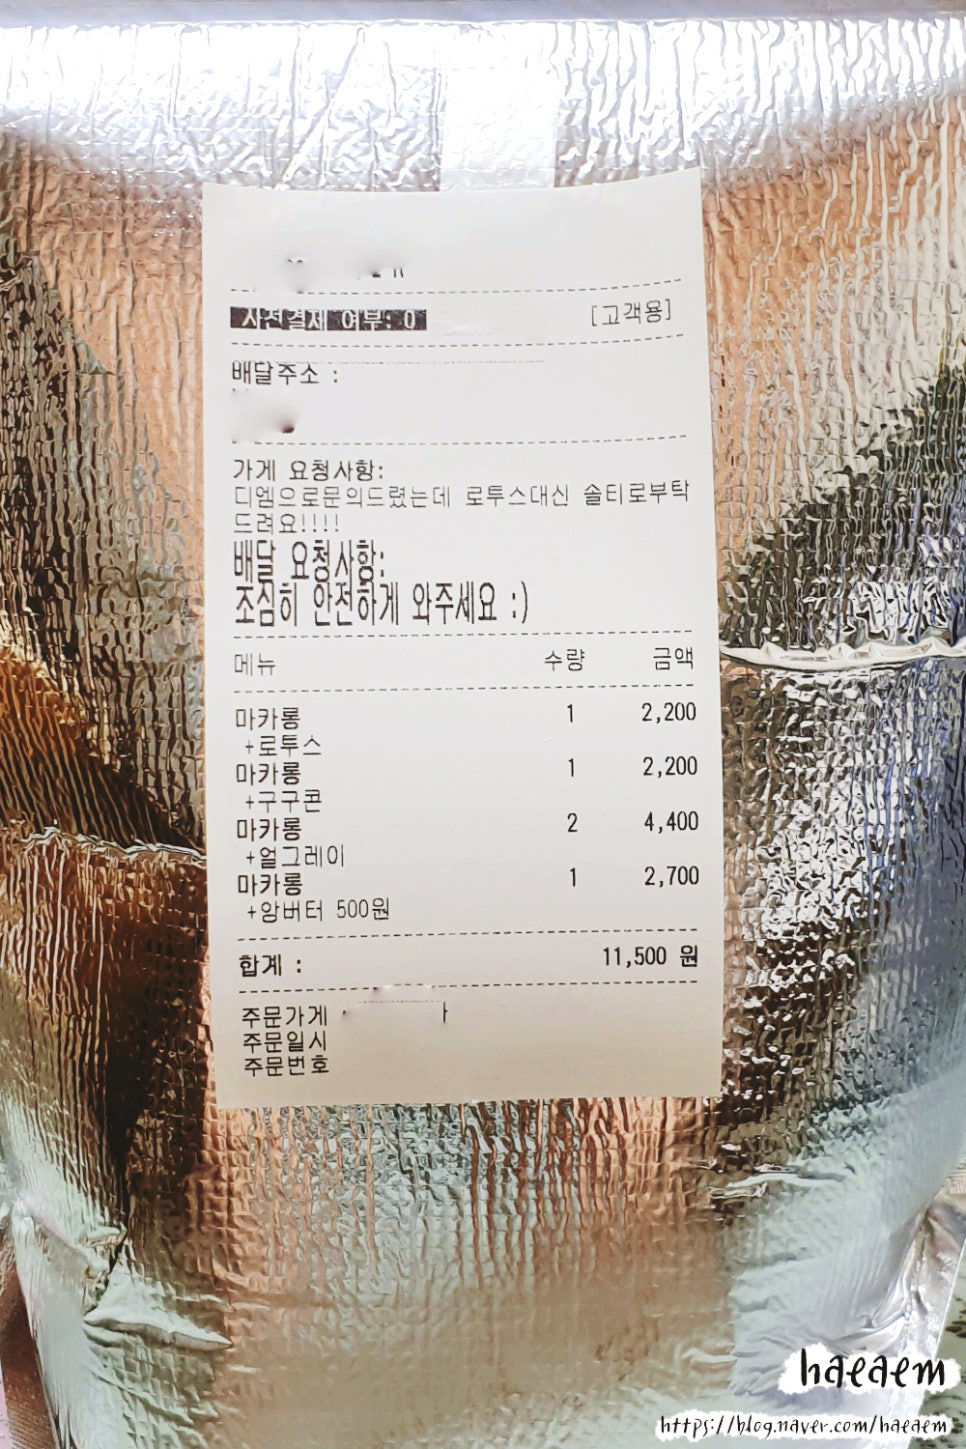 사전결제 여부: O
[고객용]
배달주소 :
가게 요청사항:
디엠으로문의드렸는데 로투스대신 솔티로부탁
드려요!!!!
배달 요청사항:
조심히 안전하게 와주세요 :)
메뉴 수량 금액
마카롱 1 2,200
+로투스
마카롱 1 2,200
+구구콘
마카롱 2 4,400
+얼그레이
마카롱 1 2,700
+앙버터 500원
합계 : 11,500 원
주문가게
주문일시
주문번호
haeaem
https://blog.naver.com/haeaem